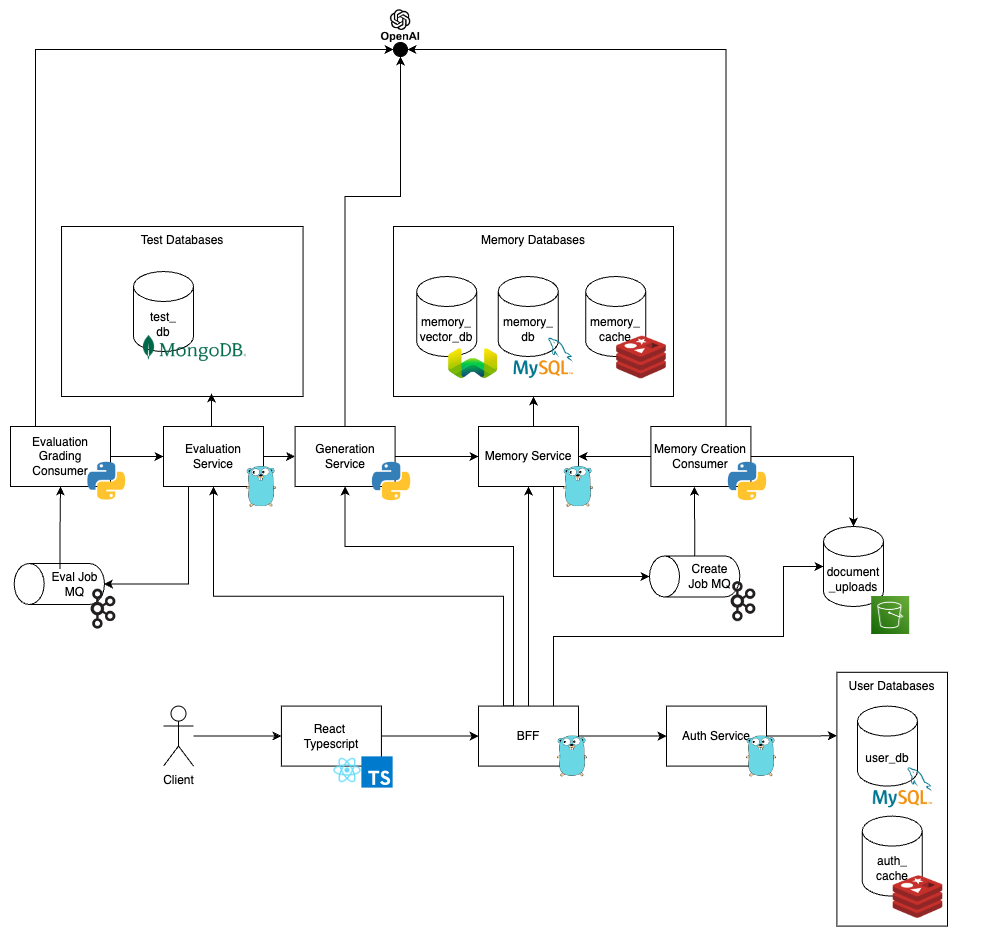 OpenAI
Test Databases
test_
db
MongoDB.
Memory Databases
memory_
vector_db
memory_
db
MySQL™
memory_
cache
Evaluation
Grading
Consumer
Evaluation
Service
Generation
Service
Memory Service
Memory Creation
Consumer
Eval Job
MQ
Create
Job MQ
document
_uploads
Client
React
Typescript
TS
BFF
Auth Service
User Databases
user_db
MySQL™
auth_
cache